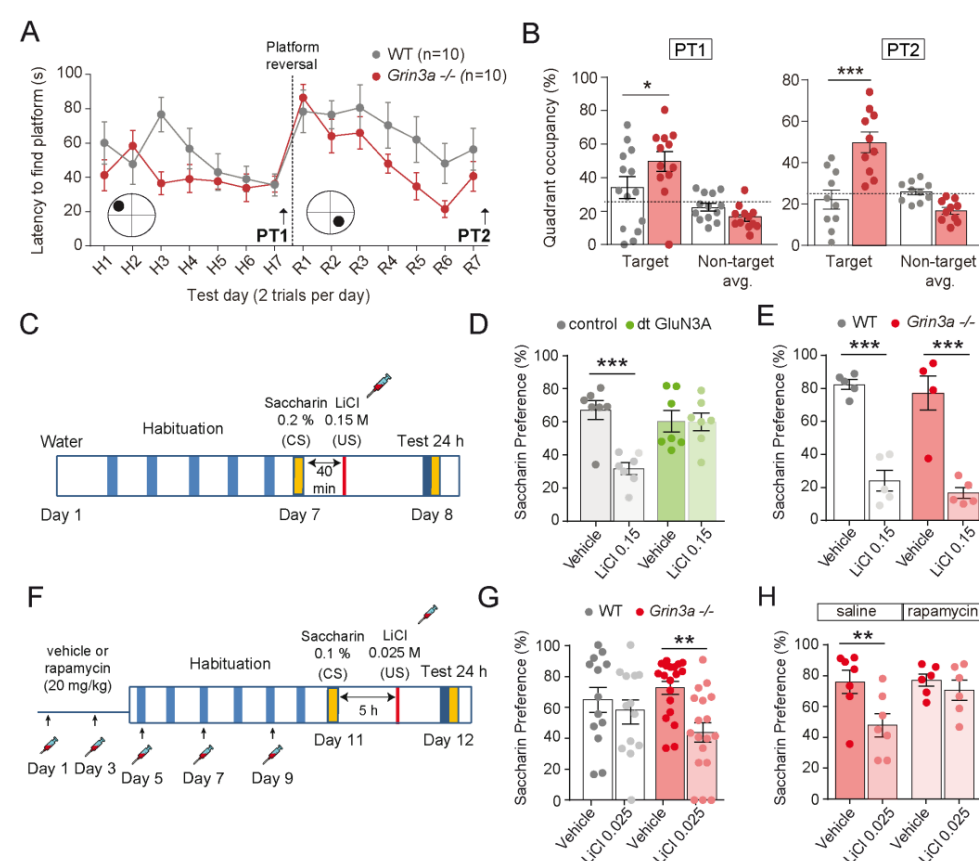 A
Platform
reversal
WT (n=10)
Grin3a -/- (n=10)
Latency to find platform (s)
100
80
60
40
20
0
PT1
PT2
H1 H2 H3 H4 H5 H6 H7 R1 R2 R3 R4 R5 R6 R7
Test day (2 trials per day)
B
PT1
PT2
Quadrant occupancy (%)
100
80
60
40
20
0
*
Target
Non-target
avg.
80
60
40
20
0
***
Target
Non-target
avg.
C
Water
Habituation
Saccharin
0.2 %
(CS)
LiCl
0.15 M
(US)
40
min
Test 24 h
Day 1
Day 7
Day 8
D
control
dt GluN3A
Saccharin Preference (%)
100
80
60
40
20
0
***
Vehicle
LiCl 0.15
Vehicle
LiCl 0.15
E
WT
Grin3a -/-
Saccharin Preference (%)
100
80
60
40
20
0
***
***
Vehicle
LiCl 0.15
Vehicle
LiCl 0.15
F
vehicle or
rapamycin
(20 mg/kg)
Habituation
Saccharin
0.1 %
(CS)
LiCl
0.025 M
(US)
5 h
Test 24 h
Day 1
Day 3
Day 5
Day 7
Day 9
Day 11
Day 12
G
WT
Grin3a -/-
Saccharin Preference (%)
100
80
60
40
20
0
**
Vehicle
LiCl 0.025
Vehicle
LiCl 0.025
H
saline
rapamycin
Saccharin Preference (%)
100
80
60
40
20
0
**
Vehicle
LiCl 0.025
Vehicle
LiCl 0.025